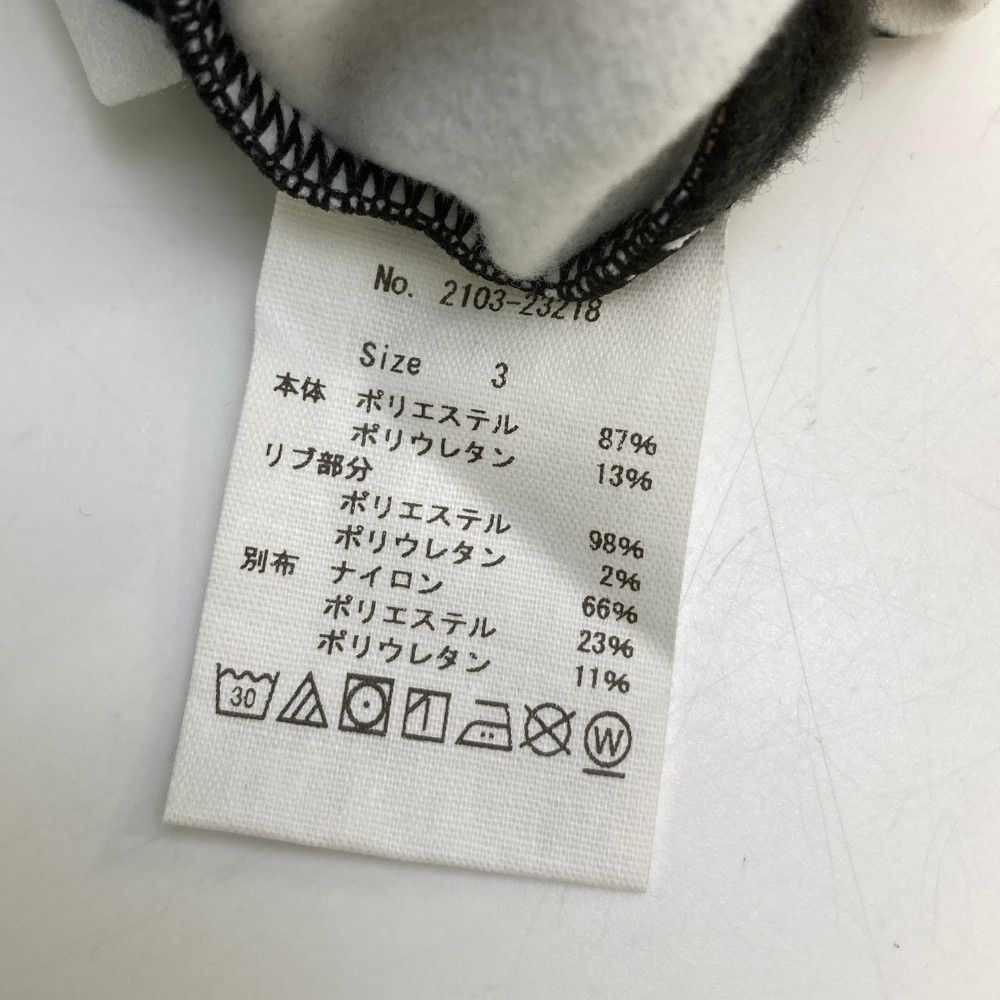 No. 2103-23218
Size 3
本体 ポリエステル 87%
ポリウレタン 13%
リブ部分
ポリエステル 98%
ポリウレタン 2%
別布 ナイロン 66%
ポリエステル 23%
ポリウレタン 11%
30 W